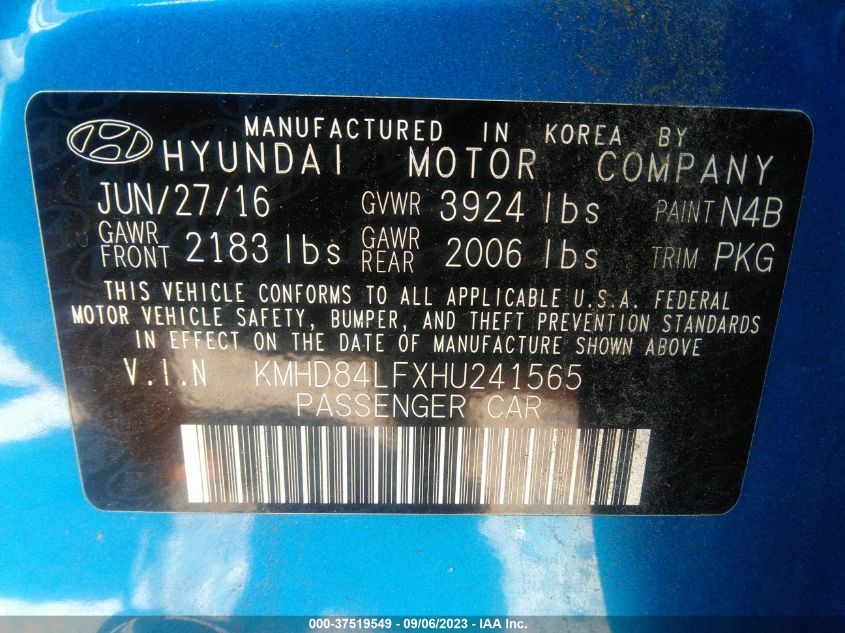 MANUFACTURED IN KOREA BY
HYUNDAI MOTOR COMPANY
JUN/27/16 GVWR 3924 lbs PAINT N4B
GAWR FRONT 2183 lbs GAWR REAR 2006 lbs TRIM PKG
THIS VEHICLE CONFORMS TO ALL APPLICABLE U.S.A. FEDERAL
MOTOR VEHICLE SAFETY, BUMPER, AND THEFT PREVENTION STANDARDS
IN EFFECT ON THE DATE OF MANUFACTURE SHOWN ABOVE
V.I.N KMHD84LFXHU241565
PASSENGER CAR
000-37519549 - 09/06/2023 - IAA Inc.